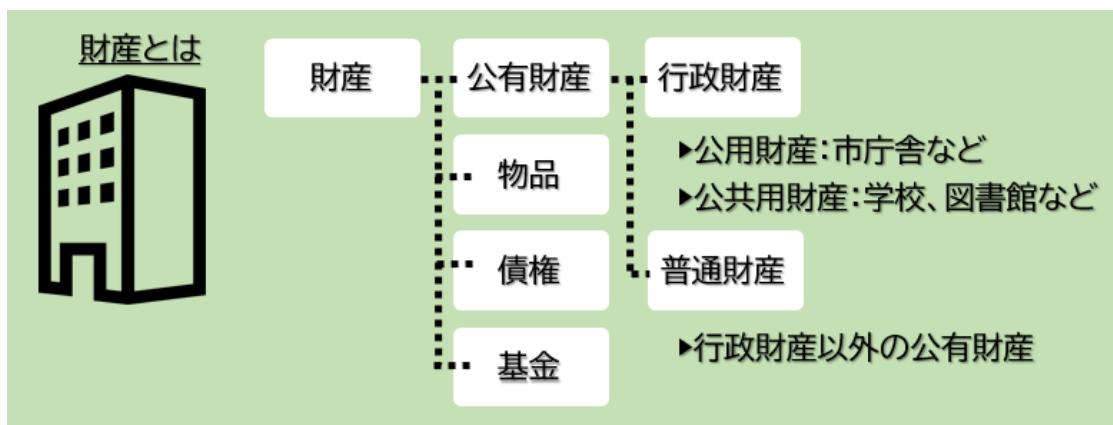 財産とは
財産
公有財産
行政財産
▶公用財産：市庁舎など
▶公共用財産：学校、図書館など
物品
債権
普通財産
▶行政財産以外の公有財産
基金